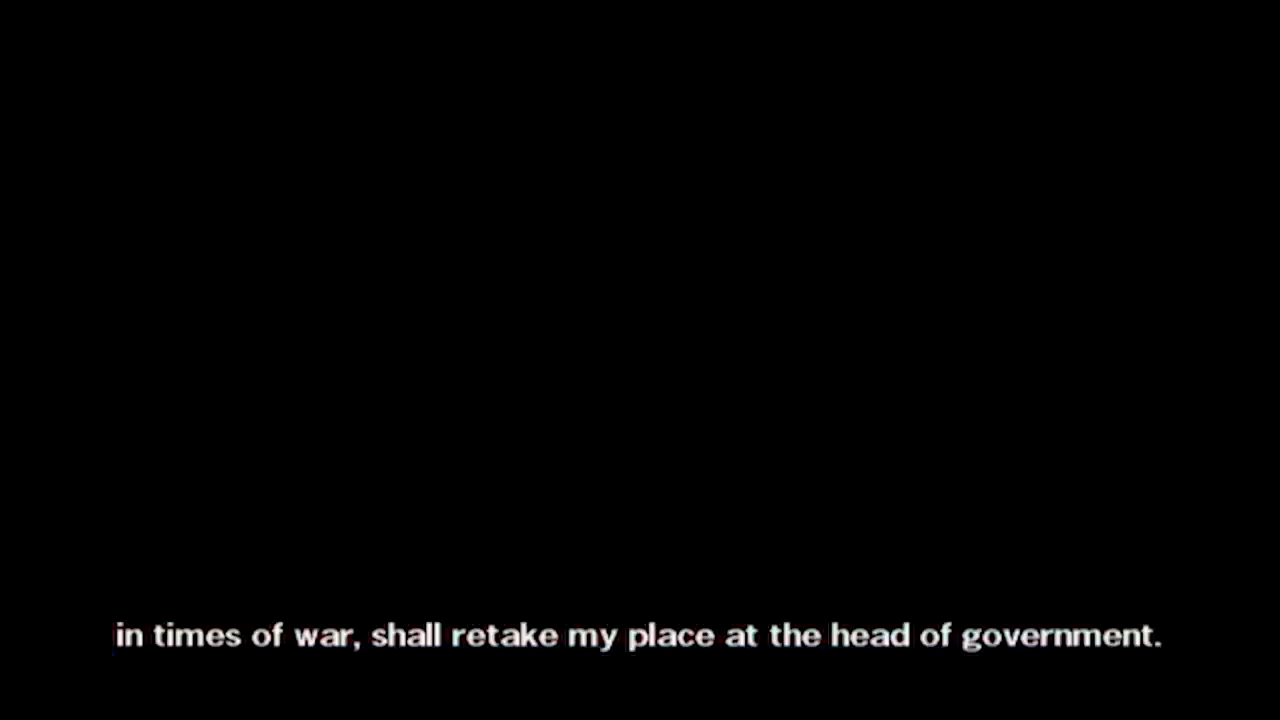 in times of war, shall retake my place at the head of government.